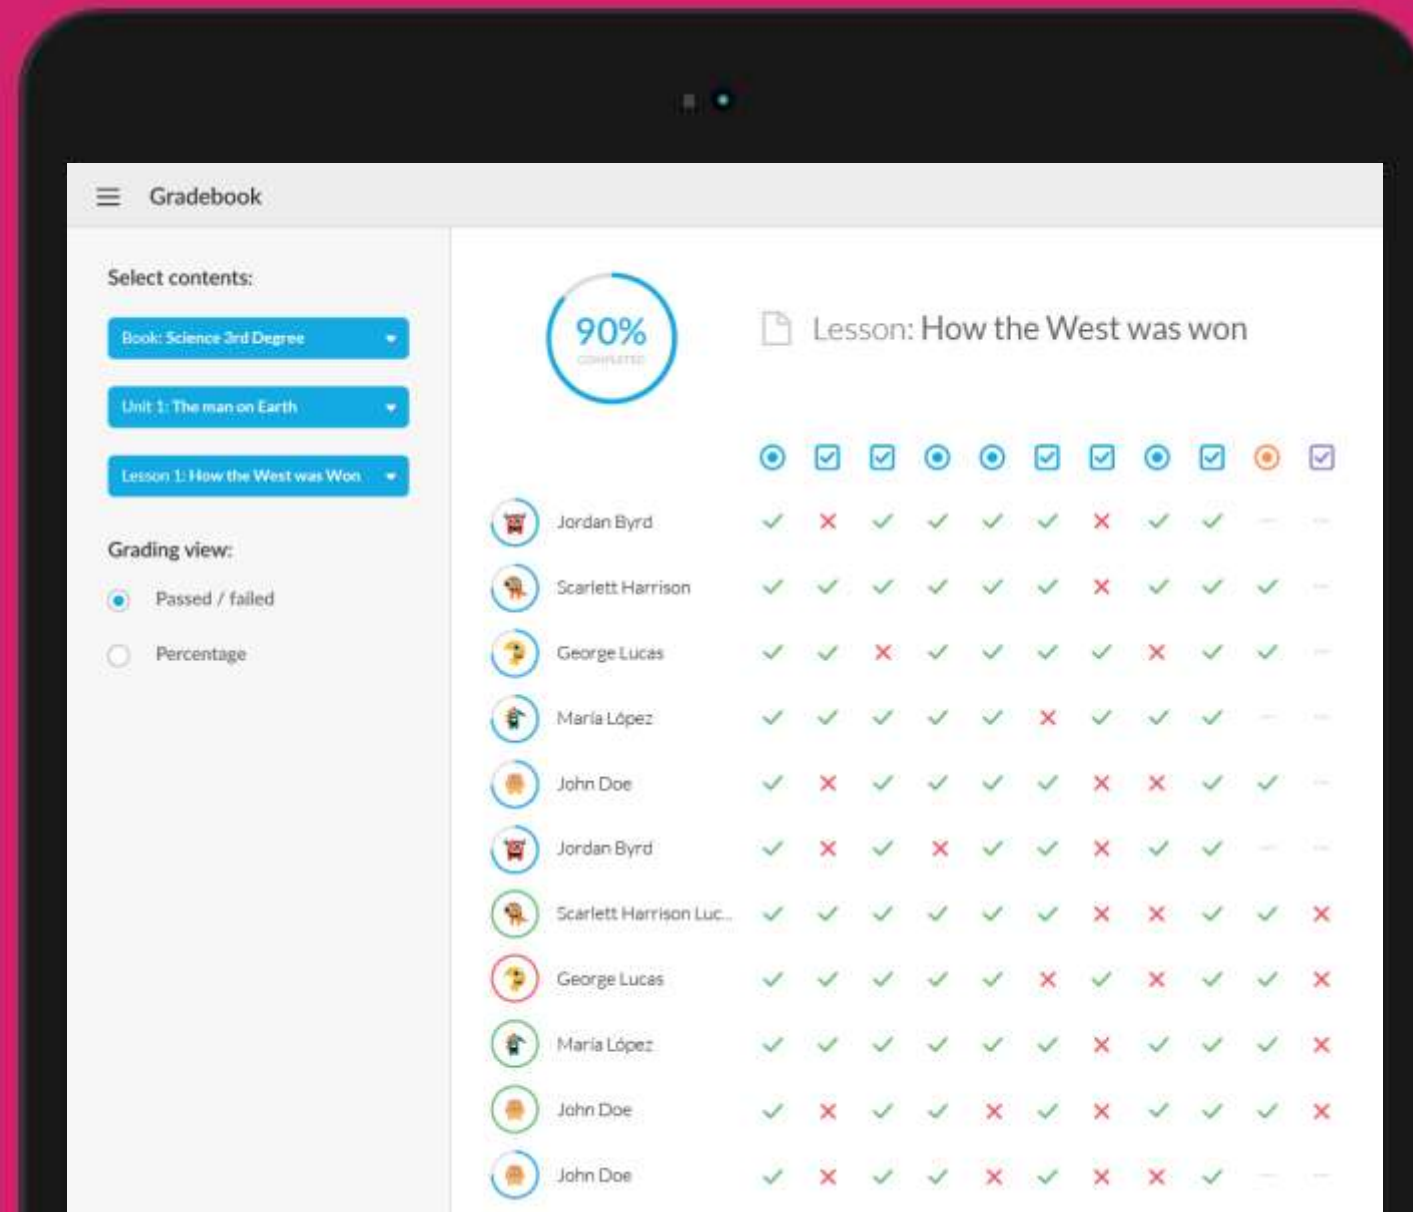 Gradebook
Select contents:
Book: Science 3rd Degree
Unit 1: The man on Earth
Lesson 1: How the West was Won
Grading view:
Passed / failed
Percentage
90%
COMPLETED
Lesson: How the West was won
Jordan Byrd
Scarlett Harrison
George Lucas
María López
John Doe
Jordan Byrd
Scarlett Harrison Luc...
George Lucas
María López
John Doe
John Doe